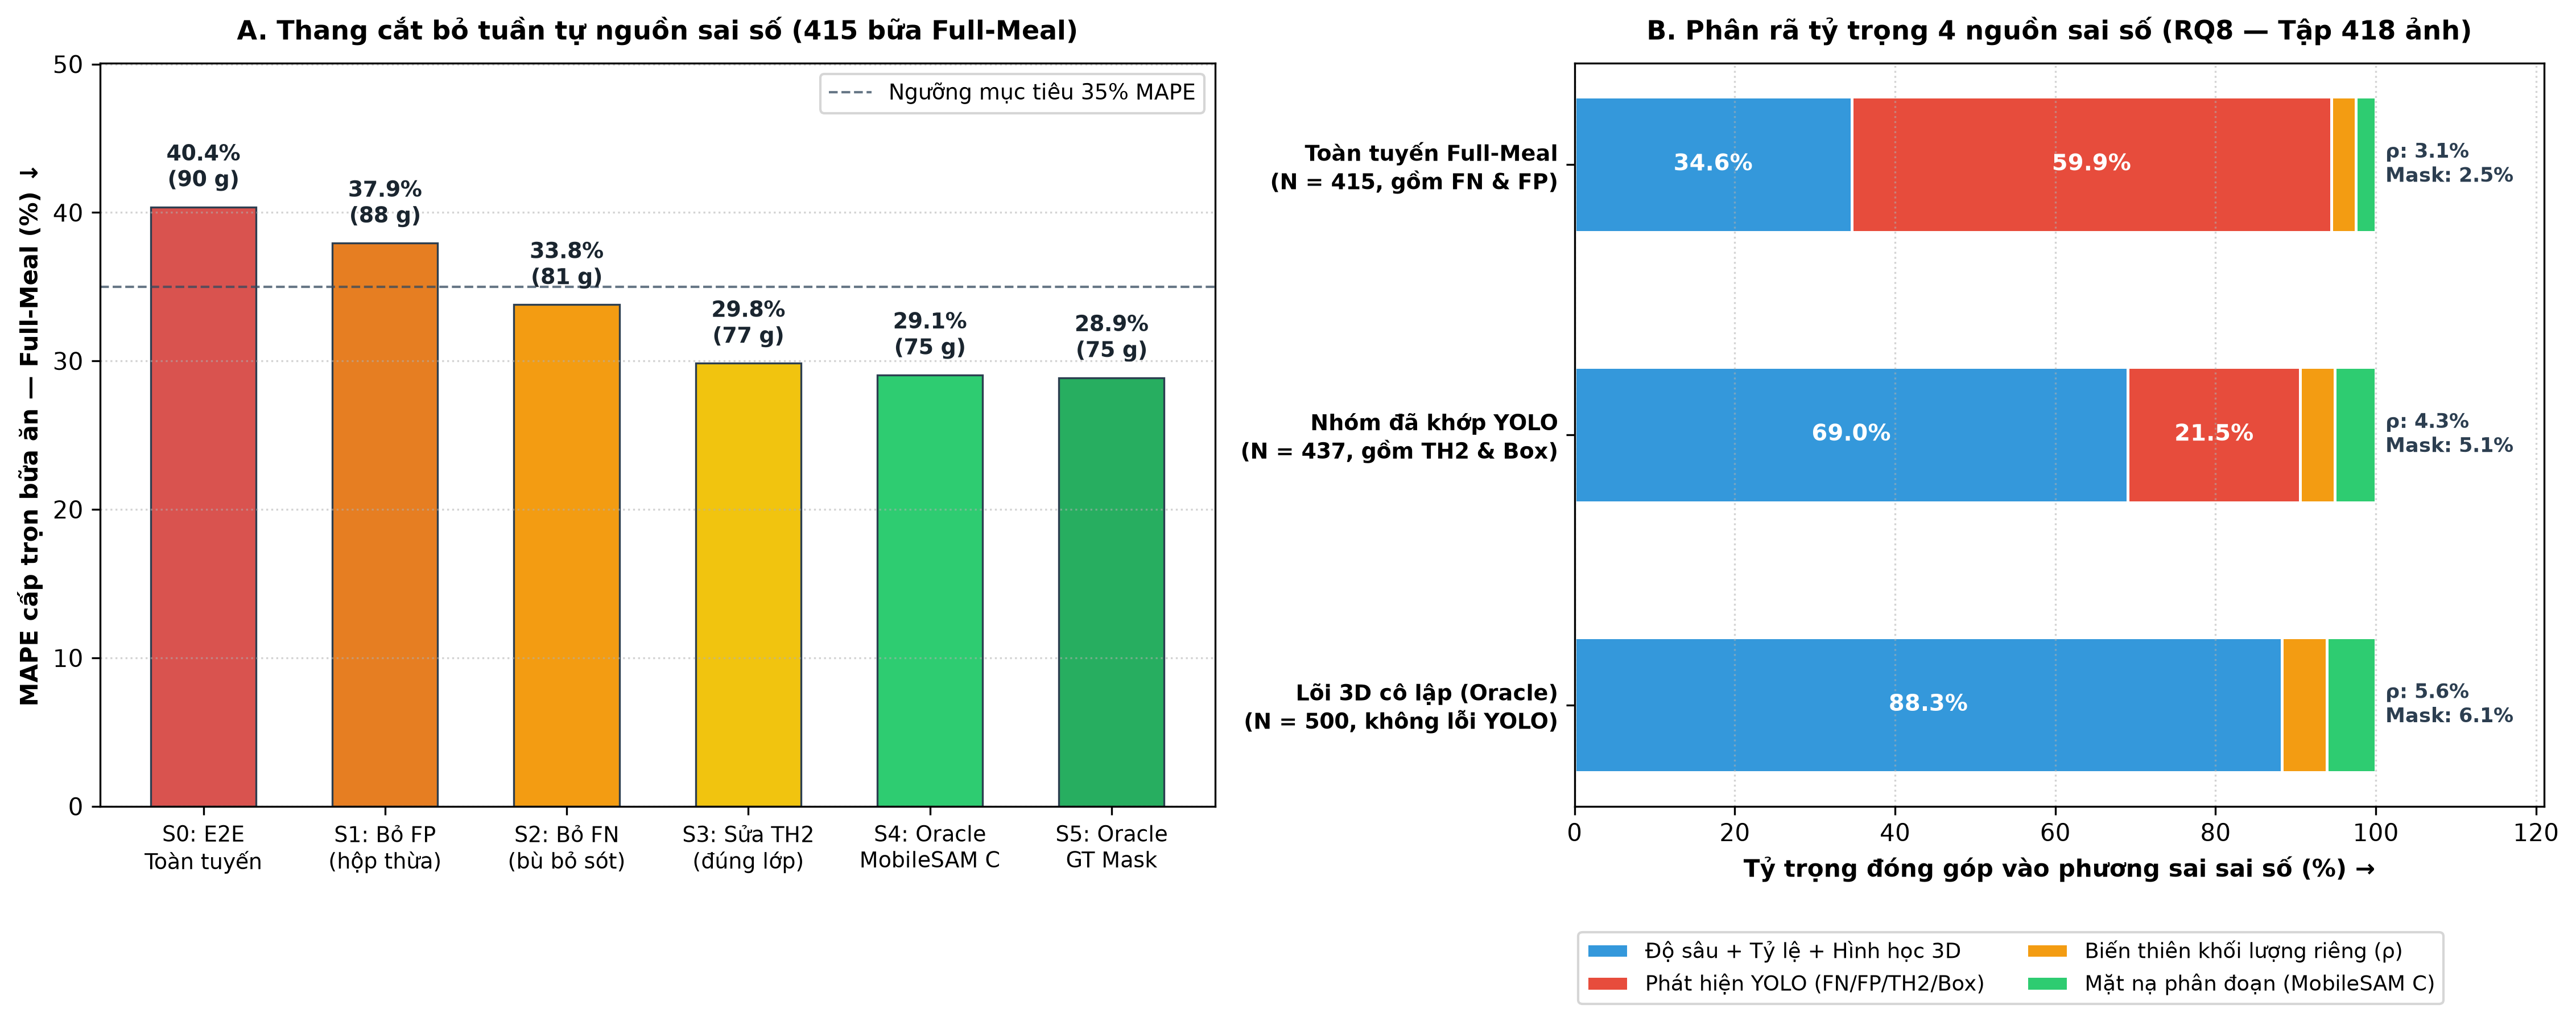 A. Thang cắt bỏ tuần tự nguồn sai số (415 bữa Full-Meal)
MAPE cấp trọn bữa ăn — Full-Meal (%) ↓
50
40
30
20
10
0
Ngưỡng mục tiêu 35% MAPE
40.4%
(90 g)
37.9%
(88 g)
33.8%
(81 g)
29.8%
(77 g)
29.1%
(75 g)
28.9%
(75 g)
S0: E2E
Toàn tuyến
S1: Bỏ FP
(hộp thừa)
S2: Bỏ FN
(bù bỏ sót)
S3: Sửa TH2
(đúng lớp)
S4: Oracle
MobileSAM C
S5: Oracle
GT Mask
B. Phân rã tỷ trọng 4 nguồn sai số (RQ8 — Tập 418 ảnh)
Toàn tuyến Full-Meal
(N = 415, gồm FN & FP)
34.6%
59.9%
ρ: 3.1%
Mask: 2.5%
Nhóm đã khớp YOLO
(N = 437, gồm TH2 & Box)
69.0%
21.5%
ρ: 4.3%
Mask: 5.1%
Lõi 3D cô lập (Oracle)
(N = 500, không lỗi YOLO)
88.3%
ρ: 5.6%
Mask: 6.1%
0
20
40
60
80
100
120
Tỷ trọng đóng góp vào phương sai sai số (%) →
Độ sâu + Tỷ lệ + Hình học 3D
Phát hiện YOLO (FN/FP/TH2/Box)
Biến thiên khối lượng riêng (ρ)
Mặt nạ phân đoạn (MobileSAM C)